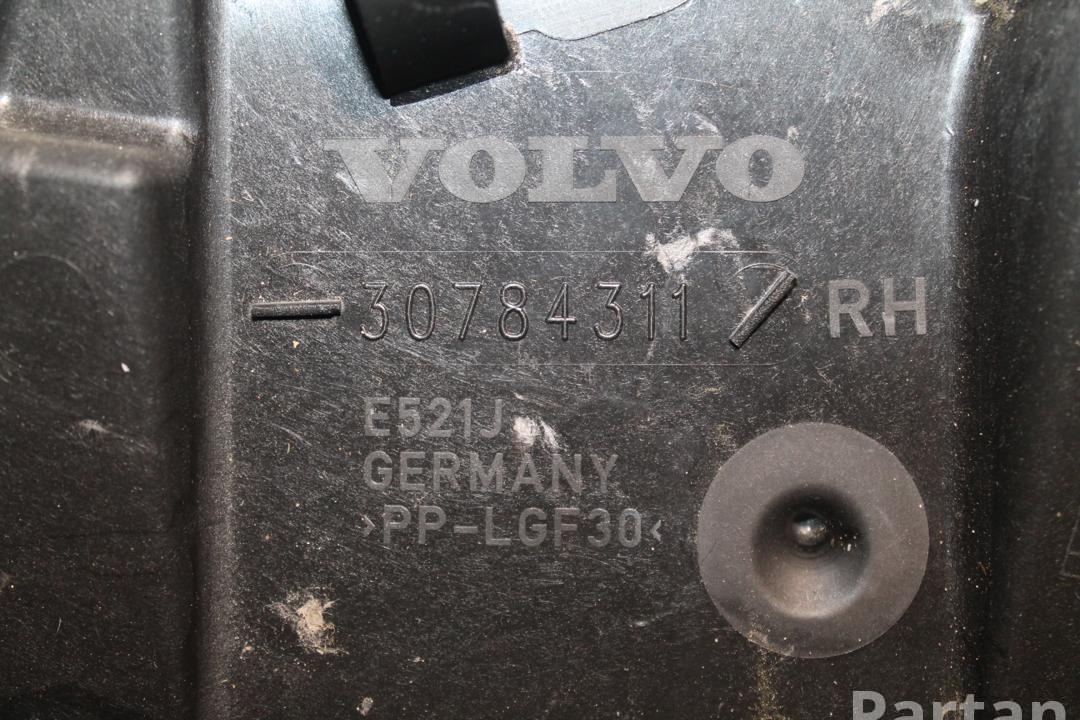 VOLVO
30784311 RH
E521J
GERMANY
>PP-LGF30<
Partan